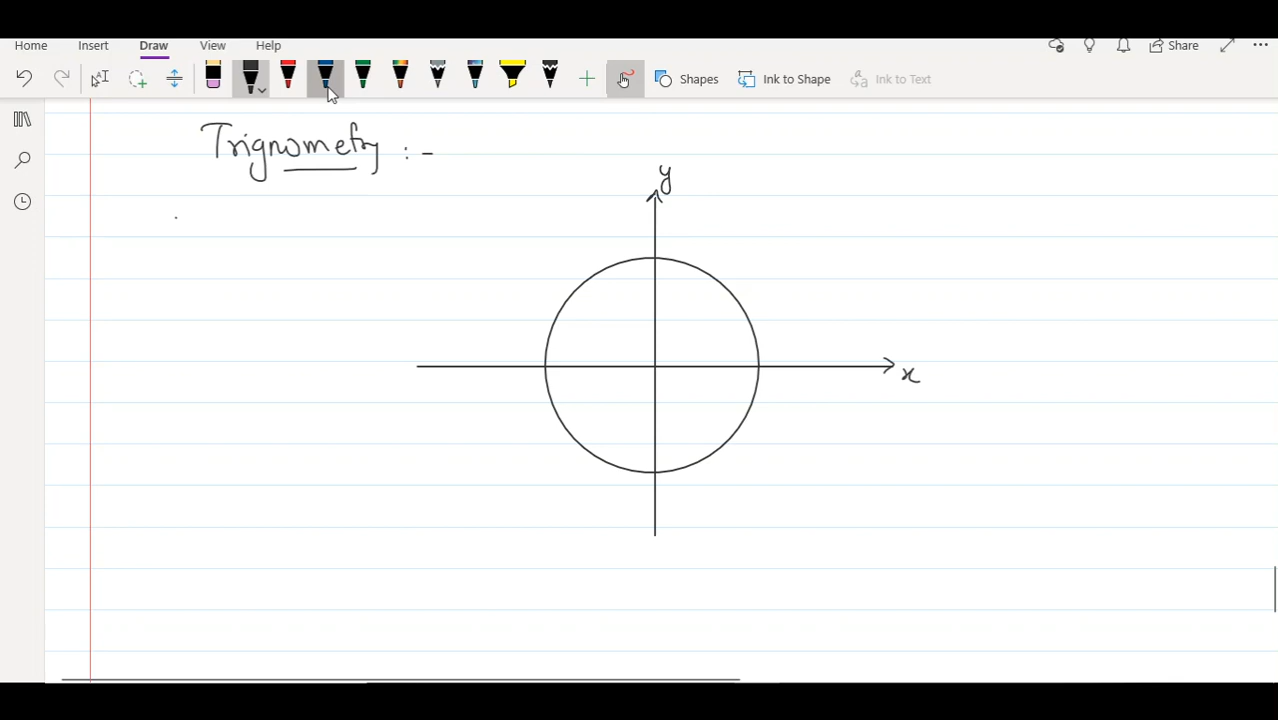 Home Insert Draw View Help Share
Shapes Ink to Shape Ink to Text
Trignometry :-
y
x